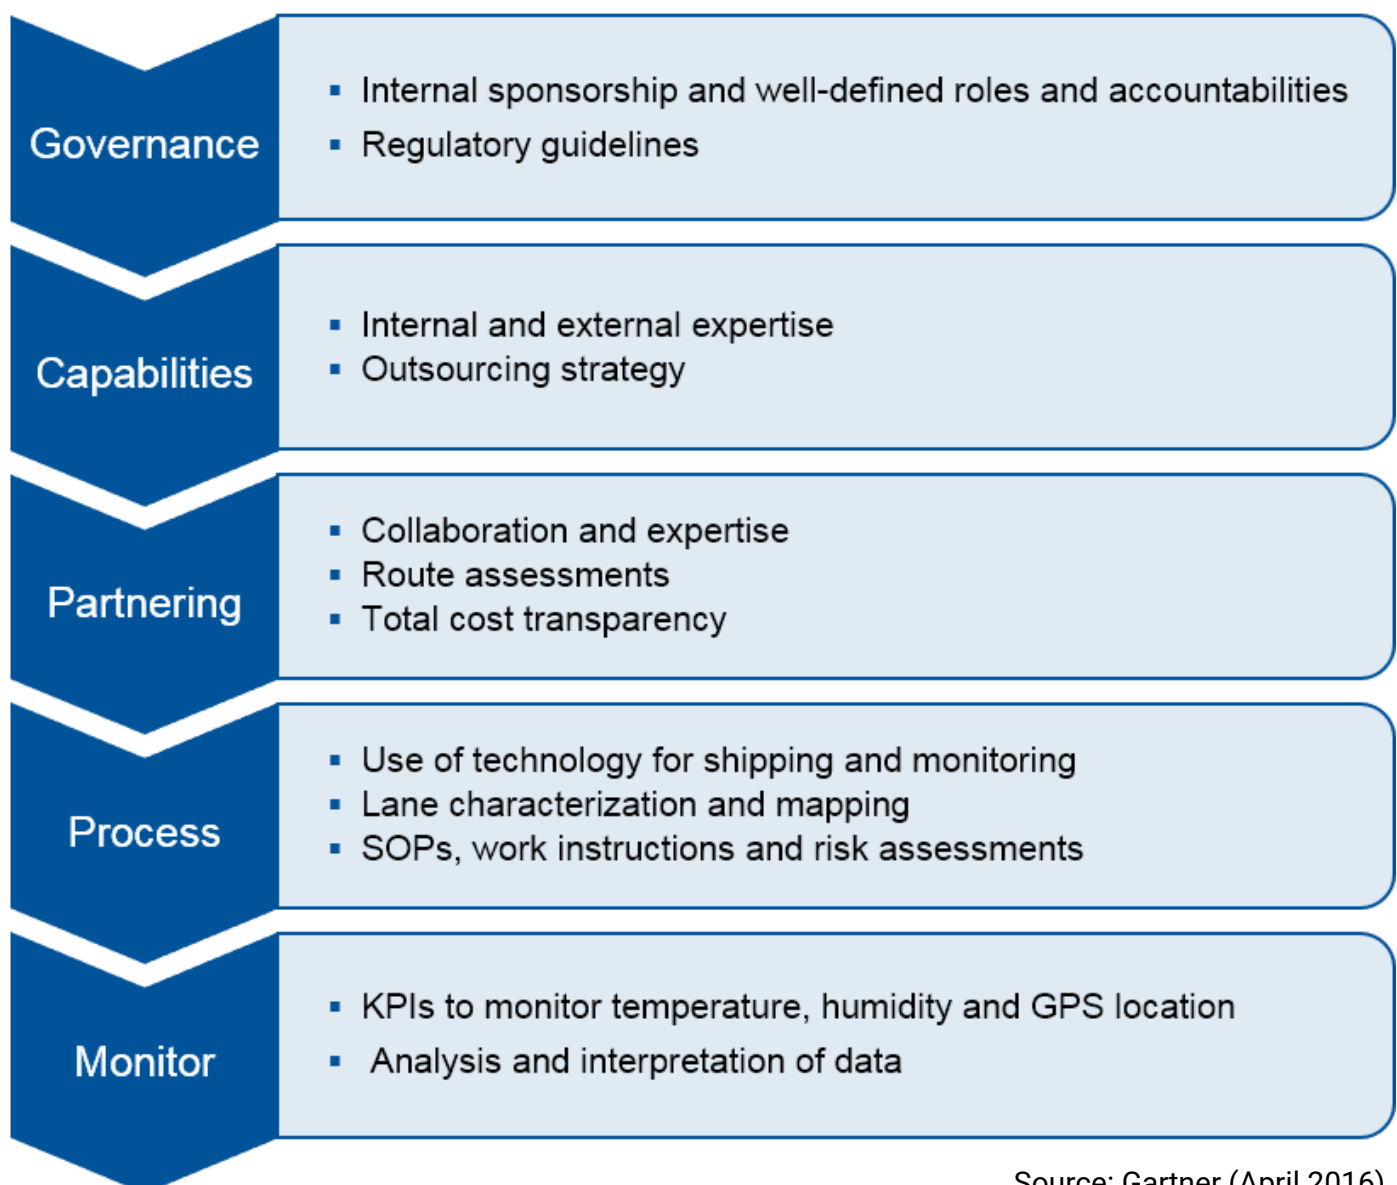 Governance
▪ Internal sponsorship and well-defined roles and accountabilities
▪ Regulatory guidelines
Capabilities
▪ Internal and external expertise
▪ Outsourcing strategy
Partnering
▪ Collaboration and expertise
▪ Route assessments
▪ Total cost transparency
Process
▪ Use of technology for shipping and monitoring
▪ Lane characterization and mapping
▪ SOPs, work instructions and risk assessments
Monitor
▪ KPIs to monitor temperature, humidity and GPS location
▪ Analysis and interpretation of data
Source: Gartner (April 2016)